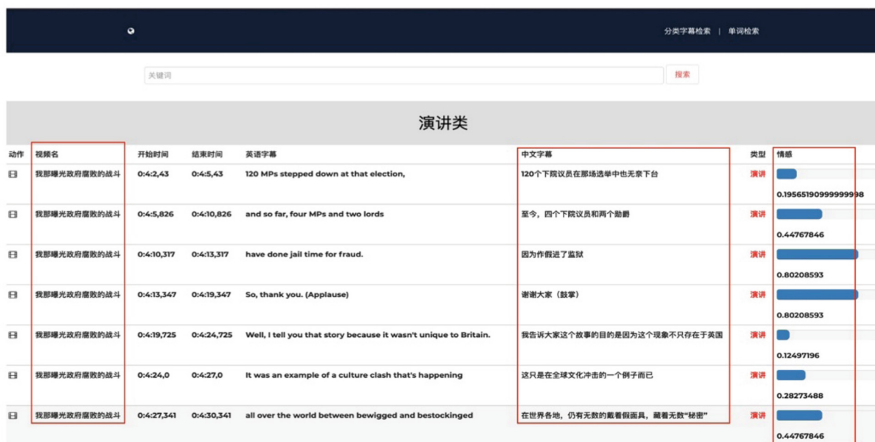 分类字幕检索 | 单词检索
关键词 搜索
演讲类
动作 视频名 开始时间 结束时间 英语字幕 中文字幕 类型 情感
我那曝光政府腐败的战斗 0:4:2,43 0:4:5,43 120 MPs stepped down at that election, 120个下院议员在那场选举中也无奈下台 演讲
0.19565190999999998
我那曝光政府腐败的战斗 0:4:5,826 0:4:10,826 and so far, four MPs and two lords 至今，四个下院议员和两个勋爵 演讲
0.44767846
我那曝光政府腐败的战斗 0:4:10,317 0:4:13,317 have done jail time for fraud. 因为作假进了监狱 演讲
0.80208593
我那曝光政府腐败的战斗 0:4:13,347 0:4:19,347 So, thank you. (Applause) 谢谢大家（鼓掌） 演讲
0.80208593
我那曝光政府腐败的战斗 0:4:19,725 0:4:24,725 Well, I tell you that story because it wasn't unique to Britain. 我告诉大家这个故事的目的是因为这个现象不只存在于英国 演讲
0.12497196
我那曝光政府腐败的战斗 0:4:24,0 0:4:27,0 It was an example of a culture clash that's happening 这只是在全球文化冲击的一个例子而已 演讲
0.28273488
我那曝光政府腐败的战斗 0:4:27,341 0:4:30,341 all over the world between bewigged and bestockinged 在世界各地，仍有无数的戴着假面具，藏着无数“秘密” 演讲
0.44767846